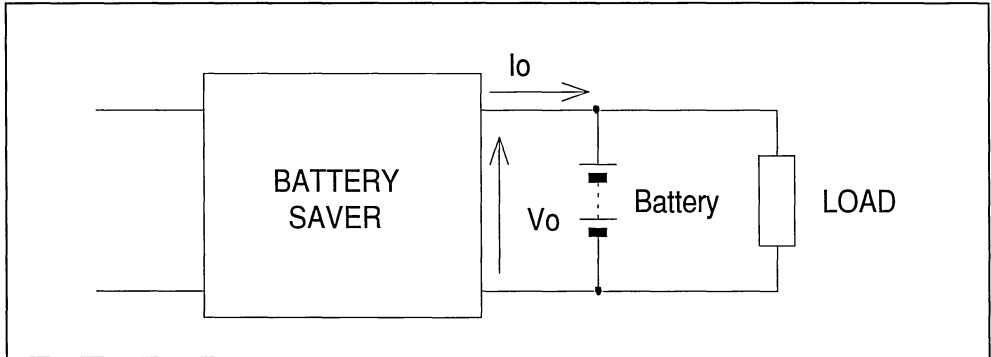 Io
BATTERY
SAVER
Vo
Battery
LOAD